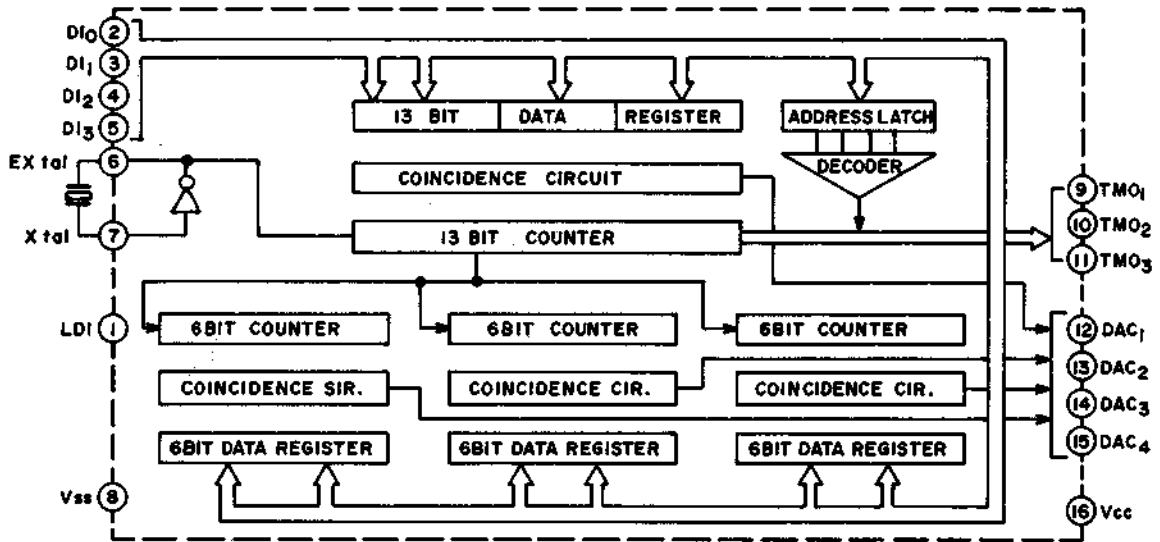 DI0 2
DI1 3
DI2 4
DI3 5
13 BIT DATA REGISTER
ADDRESS LATCH
DECODER
EX tal 6
COINCIDENCE CIRCUIT
X tal 7
13 BIT COUNTER
9 TMO1
10 TMO2
11 TMO3
LDI 1
6BIT COUNTER 6BIT COUNTER 6BIT COUNTER
12 DAC1
13 DAC2
COINCIDENCE SIR. COINCIDENCE CIR. COINCIDENCE CIR.
14 DAC3
15 DAC4
6BIT DATA REGISTER 6BIT DATA REGISTER 6BIT DATA REGISTER
Vss 8
16 Vcc